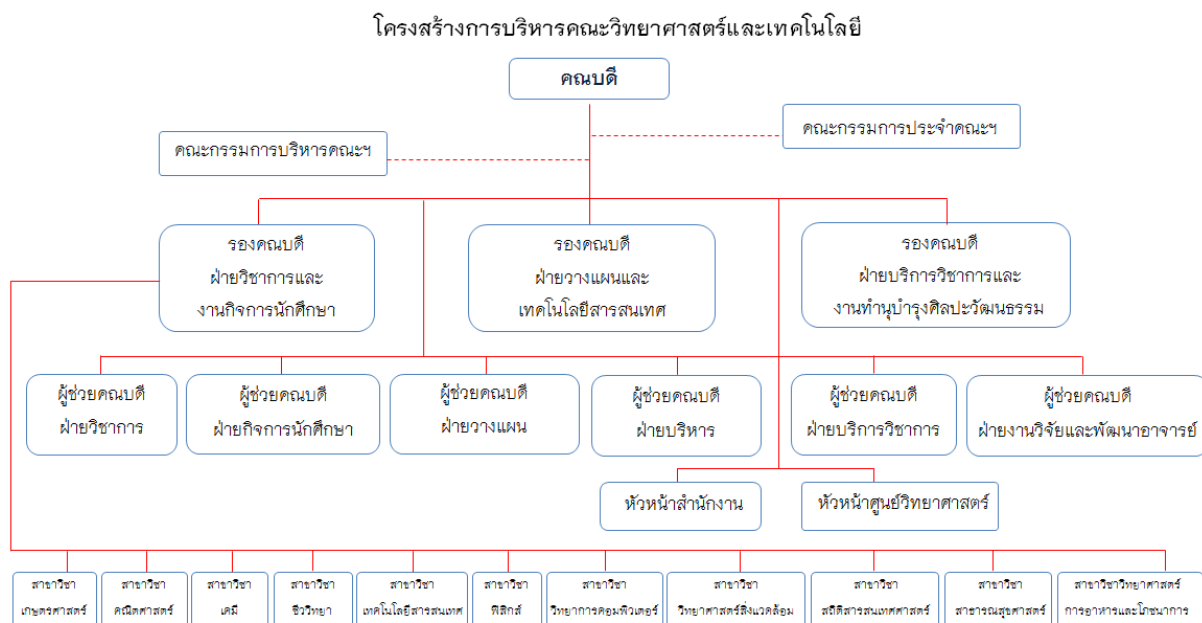 โครงสร้างการบริหารคณะวิทยาศาสตร์และเทคโนโลยี
คณบดี
คณะกรรมการประจำคณะฯ
คณะกรรมการบริหารคณะฯ
รองคณบดี
ฝ่ายวิชาการและ
งานกิจการนักศึกษา
รองคณบดี
ฝ่ายวางแผนและ
เทคโนโลยีสารสนเทศ
รองคณบดี
ฝ่ายบริการวิชาการและ
งานทำนุบำรุงศิลปะวัฒนธรรม
ผู้ช่วยคณบดี
ฝ่ายวิชาการ
ผู้ช่วยคณบดี
ฝ่ายกิจการนักศึกษา
ผู้ช่วยคณบดี
ฝ่ายวางแผน
ผู้ช่วยคณบดี
ฝ่ายบริหาร
ผู้ช่วยคณบดี
ฝ่ายบริการวิชาการ
ผู้ช่วยคณบดี
ฝ่ายงานวิจัยและพัฒนาอาจารย์
หัวหน้าสำนักงาน
หัวหน้าศูนย์วิทยาศาสตร์
สาขาวิชา
เกษตรศาสตร์
สาขาวิชา
คณิตศาสตร์
สาขาวิชา
เคมี
สาขาวิชา
ชีววิทยา
สาขาวิชา
เทคโนโลยีสารสนเทศ
สาขาวิชา
ฟิสิกส์
สาขาวิชา
วิทยาการคอมพิวเตอร์
สาขาวิชา
วิทยาศาสตร์สิ่งแวดล้อม
สาขาวิชา
สถิติสารสนเทศศาสตร์
สาขาวิชา
สาธารณสุขศาสตร์
สาขาวิชาวิทยาศาสตร์
การอาหารและโภชนาการ